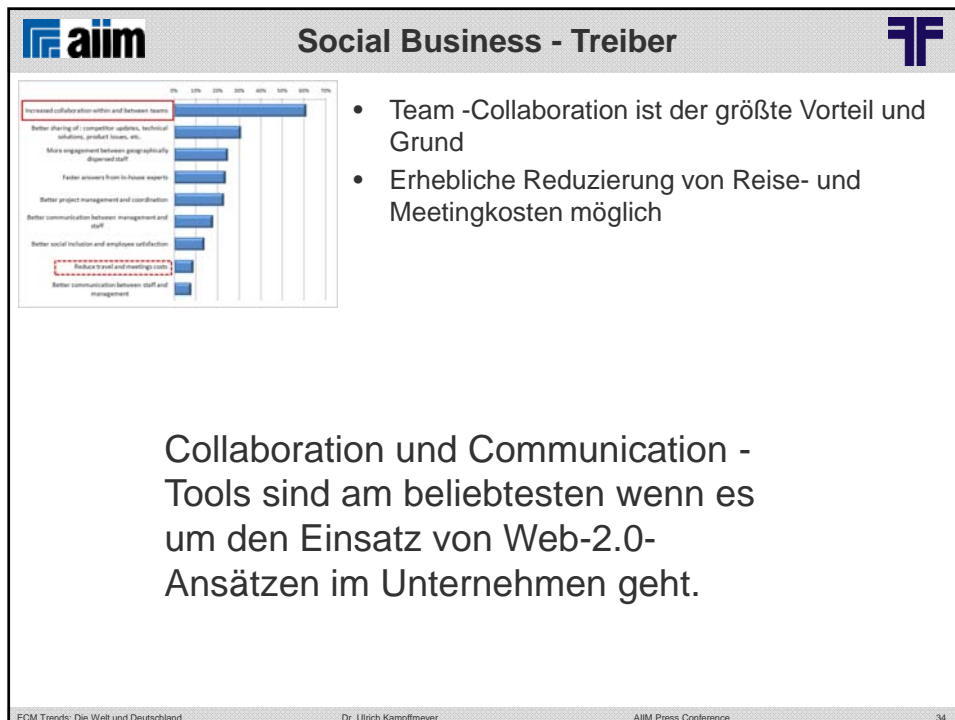 aiim
Social Business - Treiber
0% 10% 20% 30% 40% 50% 60% 70%
Increased collaboration within and between teams
Better sharing of : competitor updates, technical
solutions, product issues, etc.
More engagement between geographically
dispersed staff
Faster answers from in-house experts
Better project management and coordination
Better communication between management and
staff
Better social inclusion and employee satisfaction
Reduce travel and meetings costs
Better communication between staff and
management
• Team -Collaboration ist der größte Vorteil und
Grund
• Erhebliche Reduzierung von Reise- und
Meetingkosten möglich
Collaboration und Communication -
Tools sind am beliebtesten wenn es
um den Einsatz von Web-2.0-
Ansätzen im Unternehmen geht.
ECM Trends: Die Welt und Deutschland Dr. Ulrich Kampffmeyer AIIM Press Conference 34